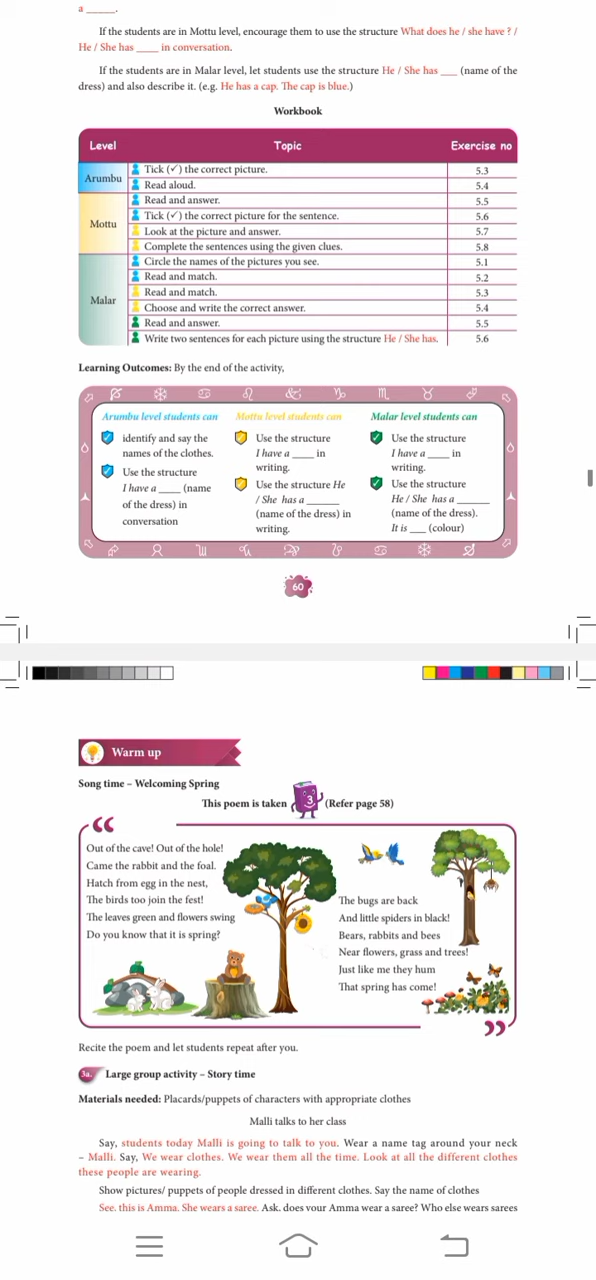 a _____.
If the students are in Mottu level, encourage them to use the structure What does he / she have ? /
He / She has ____ in conversation.
If the students are in Malar level, let students use the structure He / She has ___ (name of the
dress) and also describe it. (e.g. He has a cap. The cap is blue.)
Workbook
Level Topic Exercise no
Arumbu
Tick (✓) the correct picture. 5.3
Read aloud. 5.4
Mottu
Read and answer. 5.5
Tick (✓) the correct picture for the sentence. 5.6
Look at the picture and answer. 5.7
Complete the sentences using the given clues. 5.8
Malar
Circle the names of the pictures you see. 5.1
Read and match. 5.2
Read and match. 5.3
Choose and write the correct answer. 5.4
Read and answer. 5.5
Write two sentences for each picture using the structure He / She has. 5.6
Learning Outcomes: By the end of the activity,
Arumbu level students can
identify and say the
names of the clothes.
Use the structure
I have a ____ (name
of the dress) in
conversation
Mottu level students can
Use the structure
I have a ____ in
writing.
Use the structure He
/ She has a ______
(name of the dress) in
writing.
Malar level students can
Use the structure
I have a ____ in
writing.
Use the structure
He / She has a ______
(name of the dress).
It is ___ (colour)
60
Warm up
Song time – Welcoming Spring
This poem is taken 3 (Refer page 58)
Out of the cave! Out of the hole!
Came the rabbit and the foal.
Hatch from egg in the nest,
The birds too join the fest!
The leaves green and flowers swing
Do you know that it is spring?
The bugs are back
And little spiders in black!
Bears, rabbits and bees
Near flowers, grass and trees!
Just like me they hum
That spring has come!
Recite the poem and let students repeat after you.
3a. Large group activity – Story time
Materials needed: Placards/puppets of characters with appropriate clothes
Malli talks to her class
Say, students today Malli is going to talk to you. Wear a name tag around your neck
– Malli. Say, We wear clothes. We wear them all the time. Look at all the different clothes
these people are wearing.
Show pictures/ puppets of people dressed in different clothes. Say the name of clothes
See, this is Amma. She wears a saree. Ask, does your Amma wear a saree? Who else wears sarees